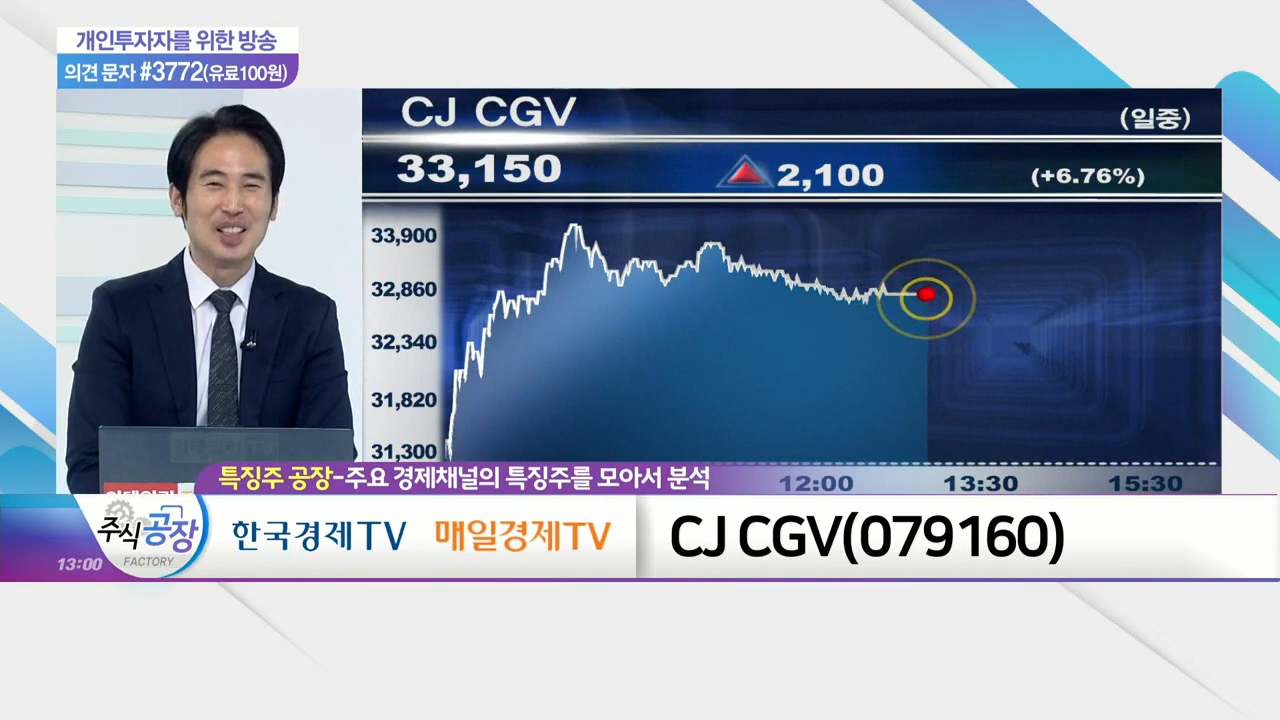 개인투자자를 위한 방송
의견 문자 #3772(유료100원)
CJ CGV
(일중)
33,150
2,100
(+6.76%)
33,900
32,860
32,340
31,820
31,300
12:00
13:30
15:30
특징주 공장-주요 경제채널의 특징주를 모아서 분석
주식공장
FACTORY
13:00
한국경제TV
매일경제TV
CJ CGV(079160)